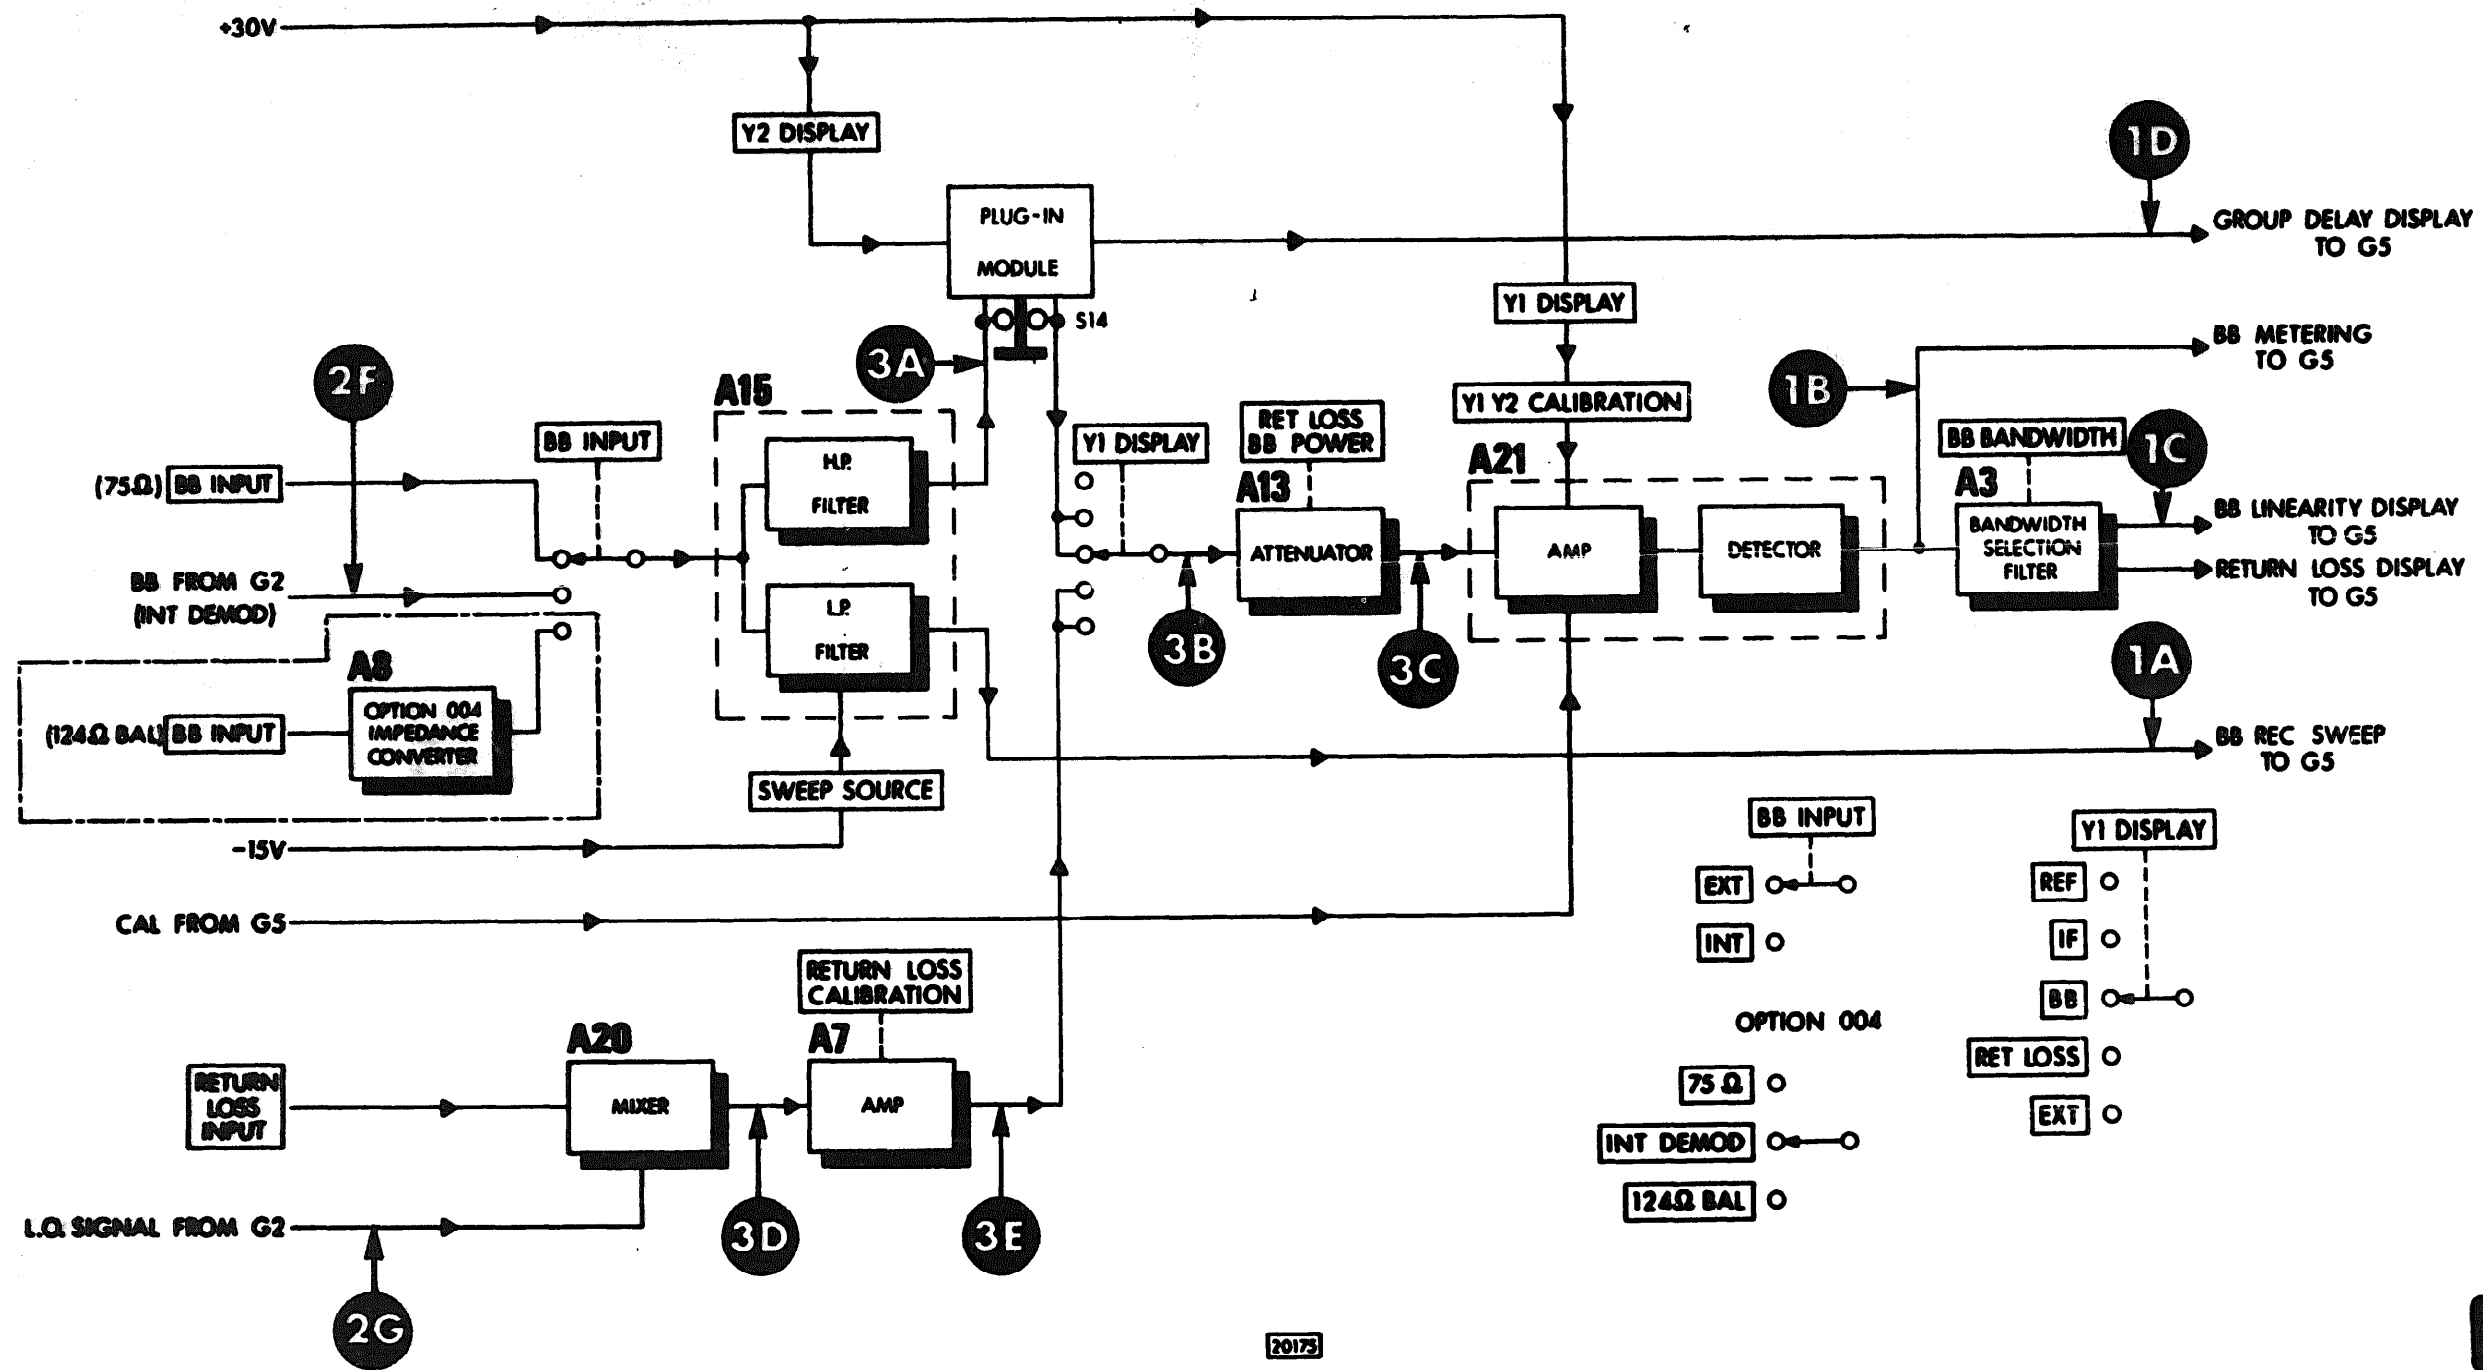 +30V
Y2 DISPLAY
1D
PLUG-IN
MODULE
GROUP DELAY DISPLAY
TO G5
S14
Y1 DISPLAY
BB METERING
TO G5
3A
2F
A15
1B
Y1 Y2 CALIBRATION
RET LOSS
BB POWER
BB INPUT
Y1 DISPLAY
BB BANDWIDTH
1C
H.P.
FILTER
A21
A13
A3
(75Ω) BB INPUT
BB LINEARITY DISPLAY
TO G5
BANDWIDTH
SELECTION
FILTER
ATTENUATOR
AMP
DETECTOR
RETURN LOSS DISPLAY
TO G5
BB FROM G2
(INT DEMOD)
L.P.
FILTER
3B
3C
1A
A8
OPTION 004
IMPEDANCE
CONVERTER
(124Ω BAL) BB INPUT
BB REC SWEEP
TO G5
SWEEP SOURCE
-15V
BB INPUT
Y1 DISPLAY
EXT
REF
CAL FROM G5
INT
IF
RETURN LOSS
CALIBRATION
BB
OPTION 004
A20
A7
RET LOSS
75 Ω
RETURN
LOSS
INPUT
MIXER
AMP
EXT
INT DEMOD
124Ω BAL
L.O. SIGNAL FROM G2
3D
3E
2G
20175